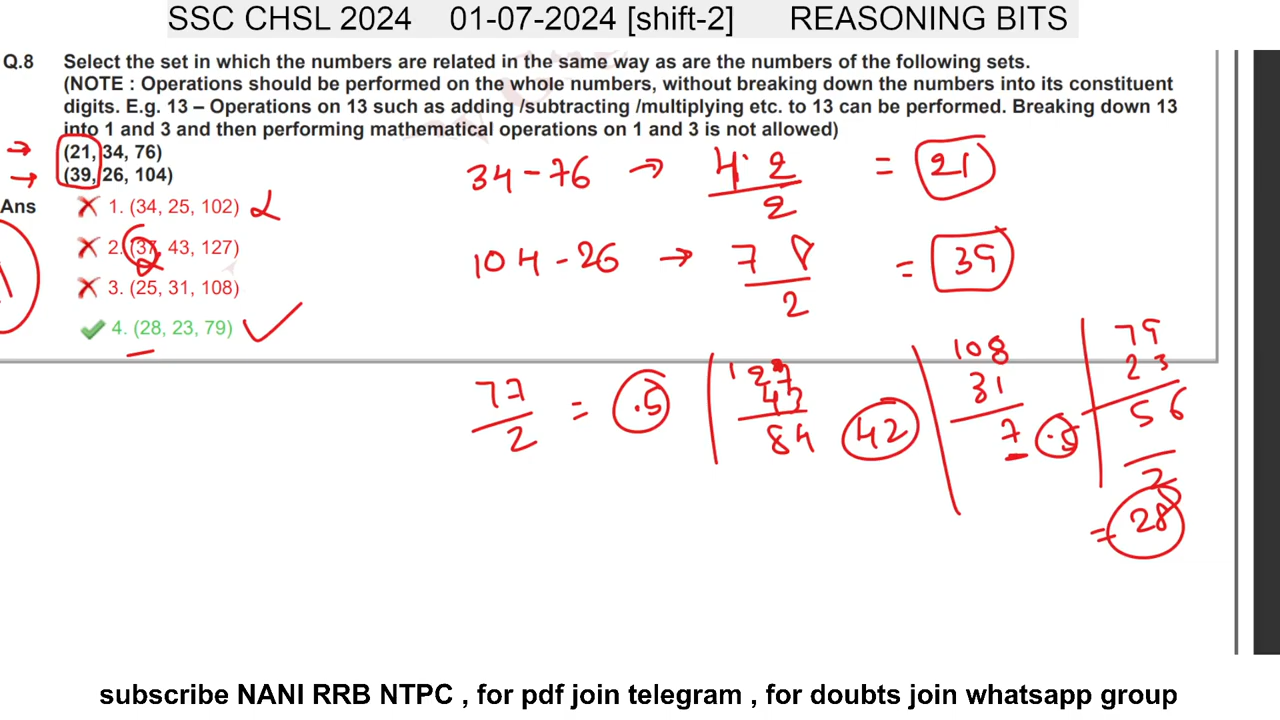 SSC CHSL 2024 01-07-2024 [shift-2] REASONING BITS
Q.8 Select the set in which the numbers are related in the same way as are the numbers of the following sets.
(NOTE : Operations should be performed on the whole numbers, without breaking down the numbers into its constituent
digits. E.g. 13 – Operations on 13 such as adding /subtracting /multiplying etc. to 13 can be performed. Breaking down 13
into 1 and 3 and then performing mathematical operations on 1 and 3 is not allowed)
(21, 34, 76)
(39, 26, 104)
Ans 1. (34, 25, 102)
2. (37, 43, 127)
3. (25, 31, 108)
4. (28, 23, 79)
34 - 76 → 42
2
= 21
104 - 26 → 78
2
= 39
77
2
= .5
127
43
84
42
108
31
7
.5
79
23
56
2
= 28
subscribe NANI RRB NTPC , for pdf join telegram , for doubts join whatsapp group